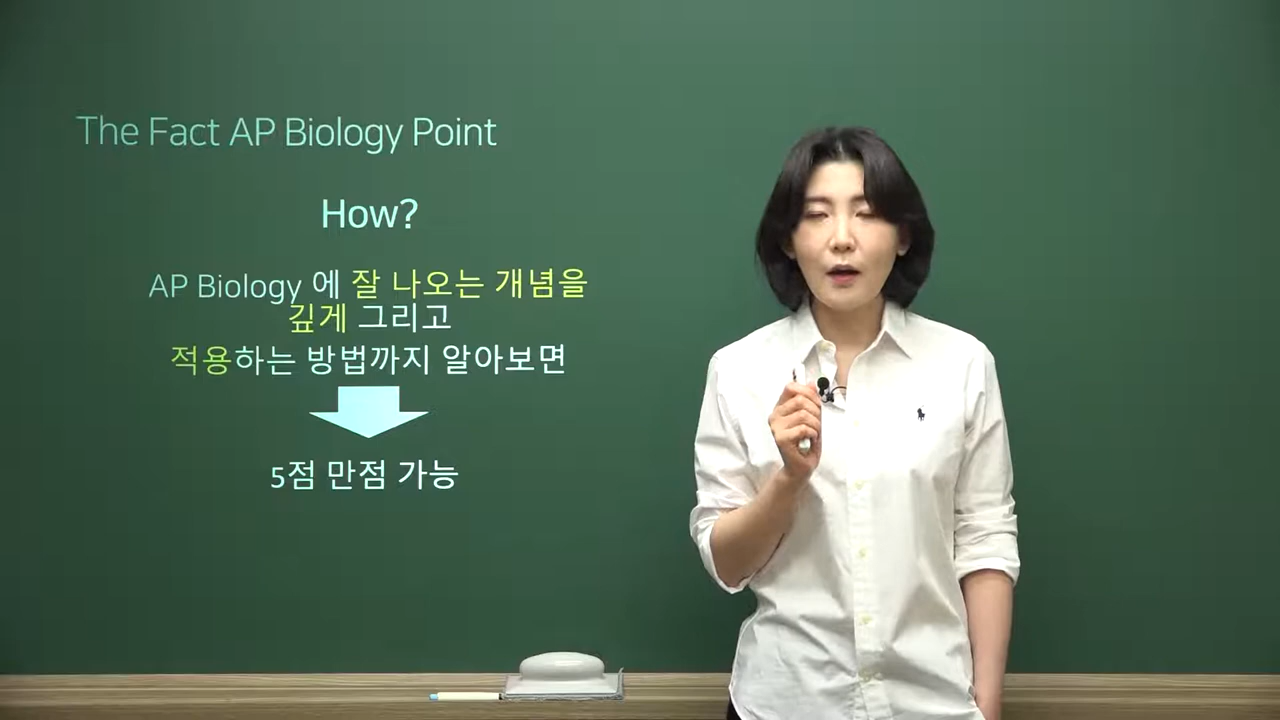 The Fact AP Biology Point
How?
AP Biology 에 잘 나오는 개념을
깊게 그리고
적용하는 방법까지 알아보면
5점 만점 가능